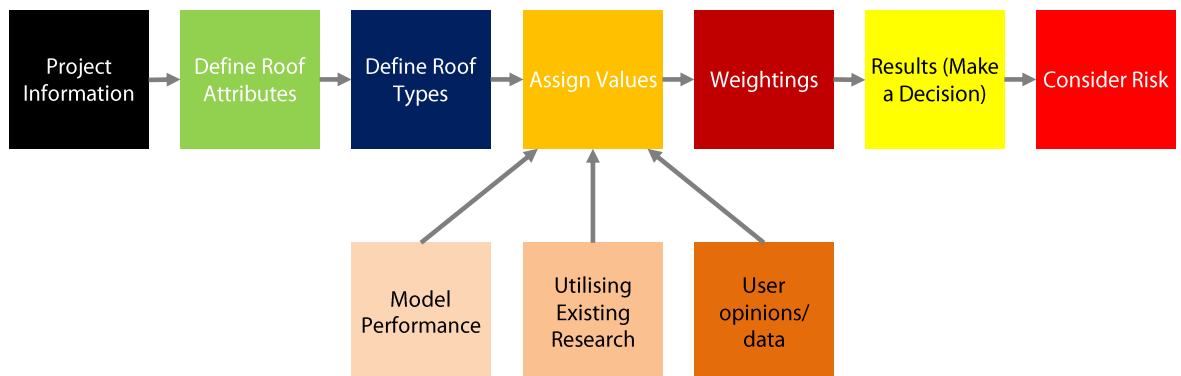 Project
Information
Define Roof
Attributes
Define Roof
Types
Assign Values
Weightings
Results (Make
a Decision)
Consider Risk
Model
Performance
Utilising
Existing
Research
User
opinions/
data